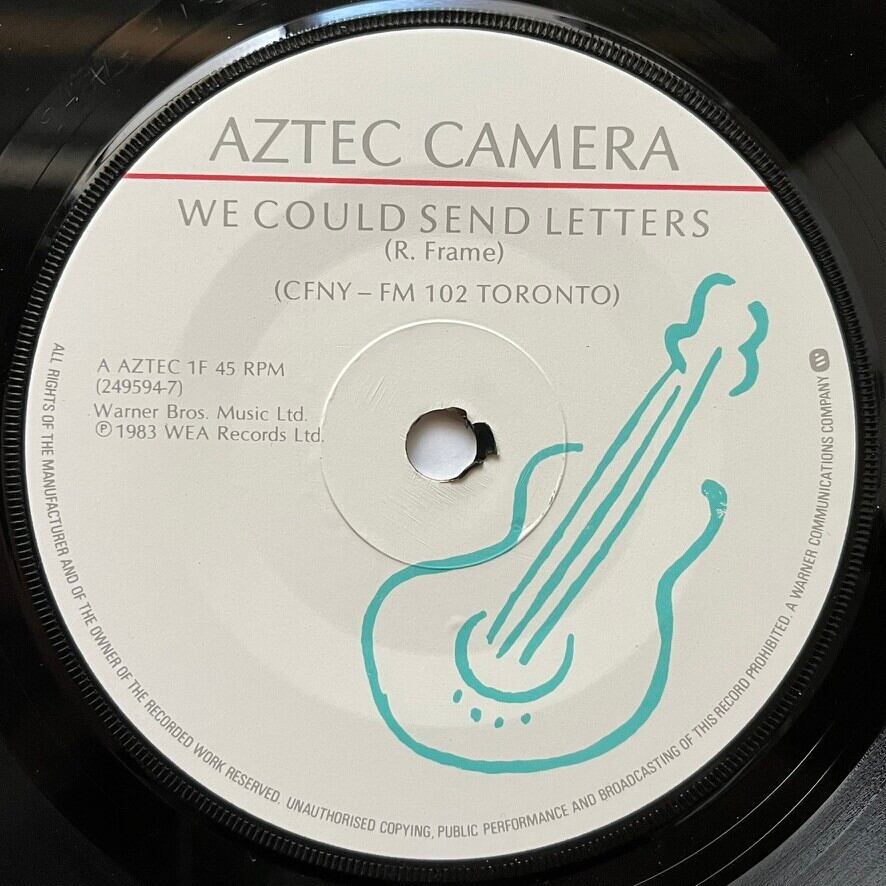 AZTEC CAMERA
WE COULD SEND LETTERS
(R. Frame)
(CFNY – FM 102 TORONTO)
A AZTEC 1F 45 RPM
(249594-7)
Warner Bros. Music Ltd.
Ⓟ 1983 WEA Records Ltd.
ALL RIGHTS OF THE MANUFACTURER AND OF THE OWNER OF THE RECORDED WORK RESERVED. UNAUTHORISED COPYING, PUBLIC PERFORMANCE AND BROADCASTING OF THIS RECORD PROHIBITED. A WARNER COMMUNICATIONS COMPANY